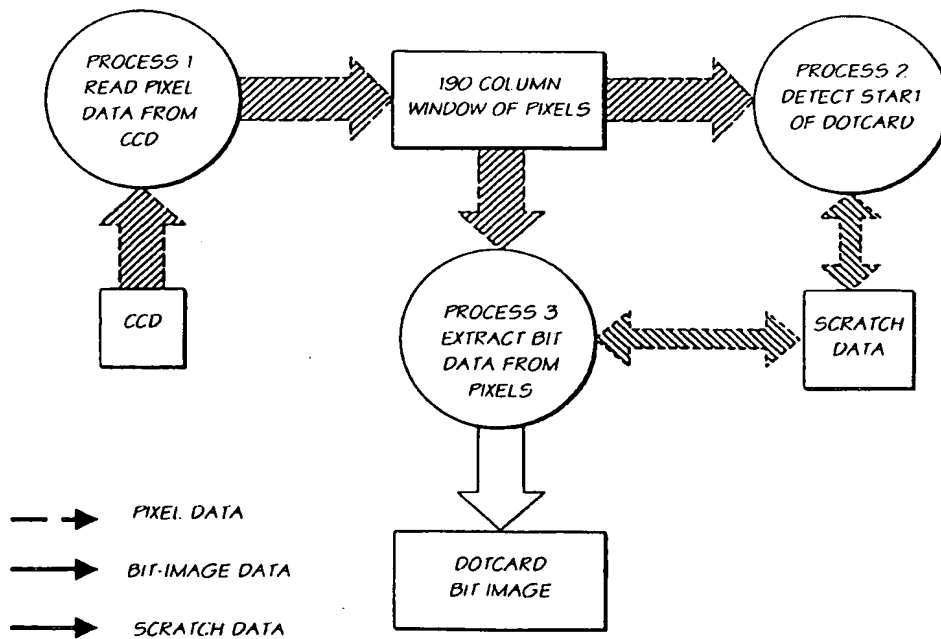 PROCESS 1
READ PIXEL
DATA FROM
CCD
190 COLUMN
WINDOW OF PIXELS
PROCESS 2
DETECT START
OF DOTCARD
CCD
PROCESS 3
EXTRACT BIT
DATA FROM
PIXELS
SCRATCH
DATA
DOTCARD
BIT IMAGE
PIXEL DATA
BIT-IMAGE DATA
SCRATCH DATA